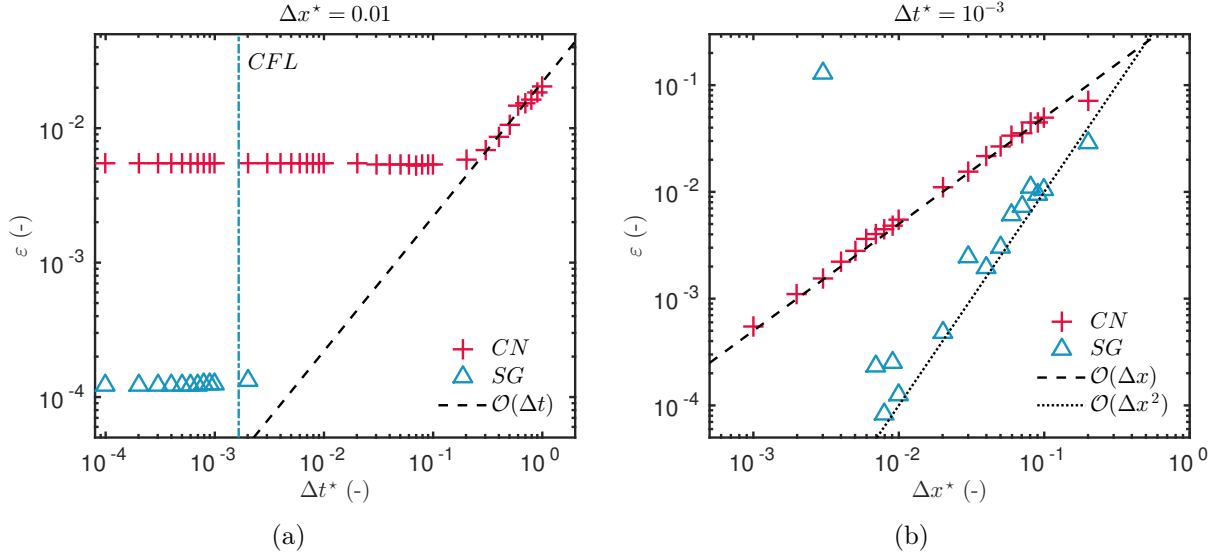 Δx⋆ = 0.01
10⁻²
10⁻³
10⁻⁴
ε (-)
CFL
CN
SG
O(Δt)
10⁻⁴ 10⁻³ 10⁻² 10⁻¹ 10⁰
Δt⋆ (-)
(a)
Δt⋆ = 10⁻³
10⁻¹
10⁻²
10⁻³
10⁻⁴
ε (-)
CN
SG
O(Δx)
O(Δx²)
10⁻³ 10⁻² 10⁻¹ 10⁰
Δx⋆ (-)
(b)